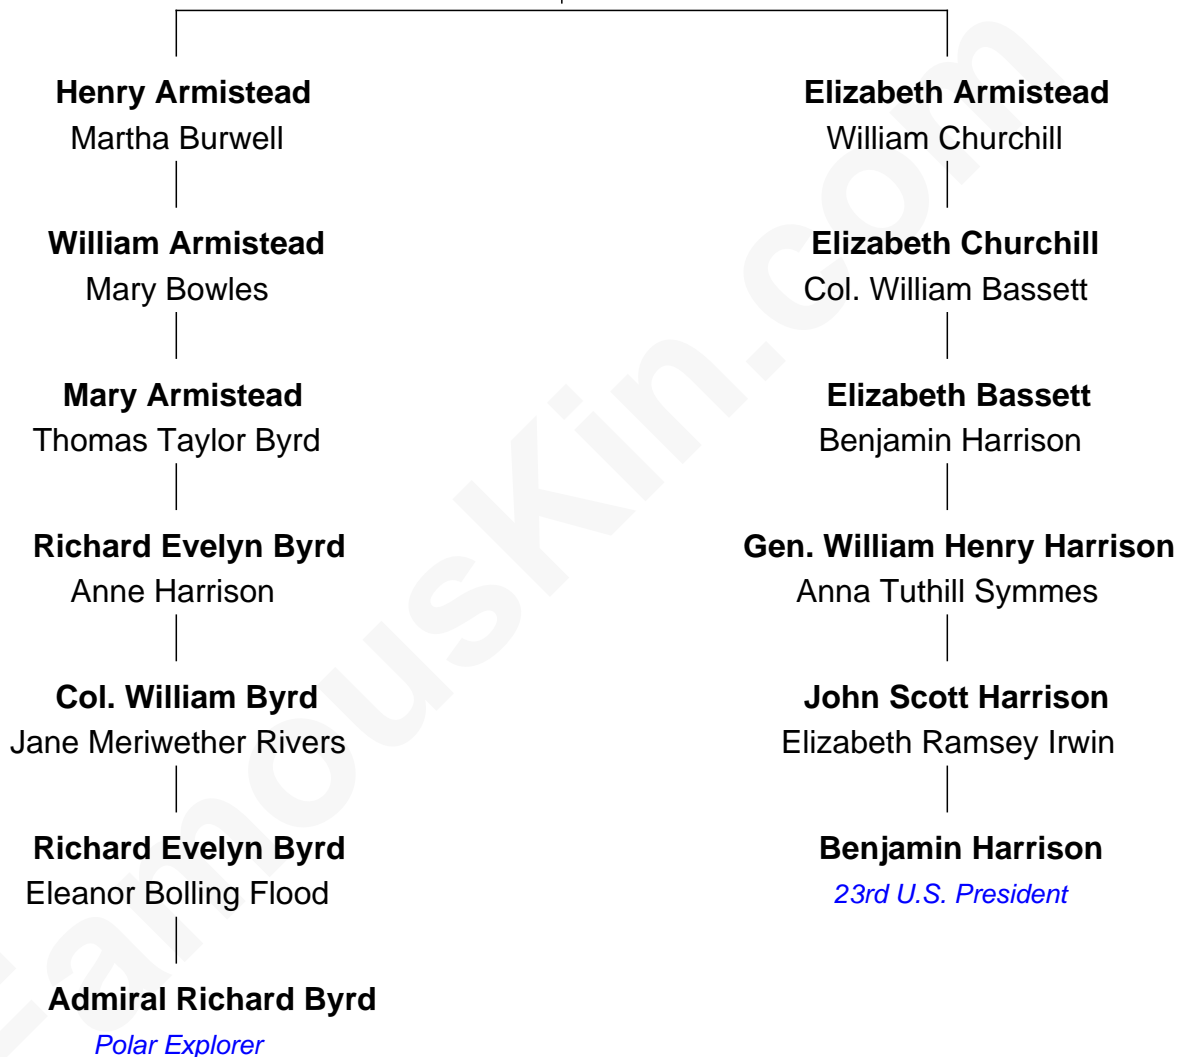 Henry Armistead
Martha Burwell
William Armistead
Mary Bowles
Mary Armistead
Thomas Taylor Byrd
Richard Evelyn Byrd
Anne Harrison
Col. William Byrd
Jane Meriwether Rivers
Richard Evelyn Byrd
Eleanor Bolling Flood
Admiral Richard Byrd
Polar Explorer
Elizabeth Armistead
William Churchill
Elizabeth Churchill
Col. William Bassett
Elizabeth Bassett
Benjamin Harrison
Gen. William Henry Harrison
Anna Tuthill Symmes
John Scott Harrison
Elizabeth Ramsey Irwin
Benjamin Harrison
23rd U.S. President
FamousKin.com